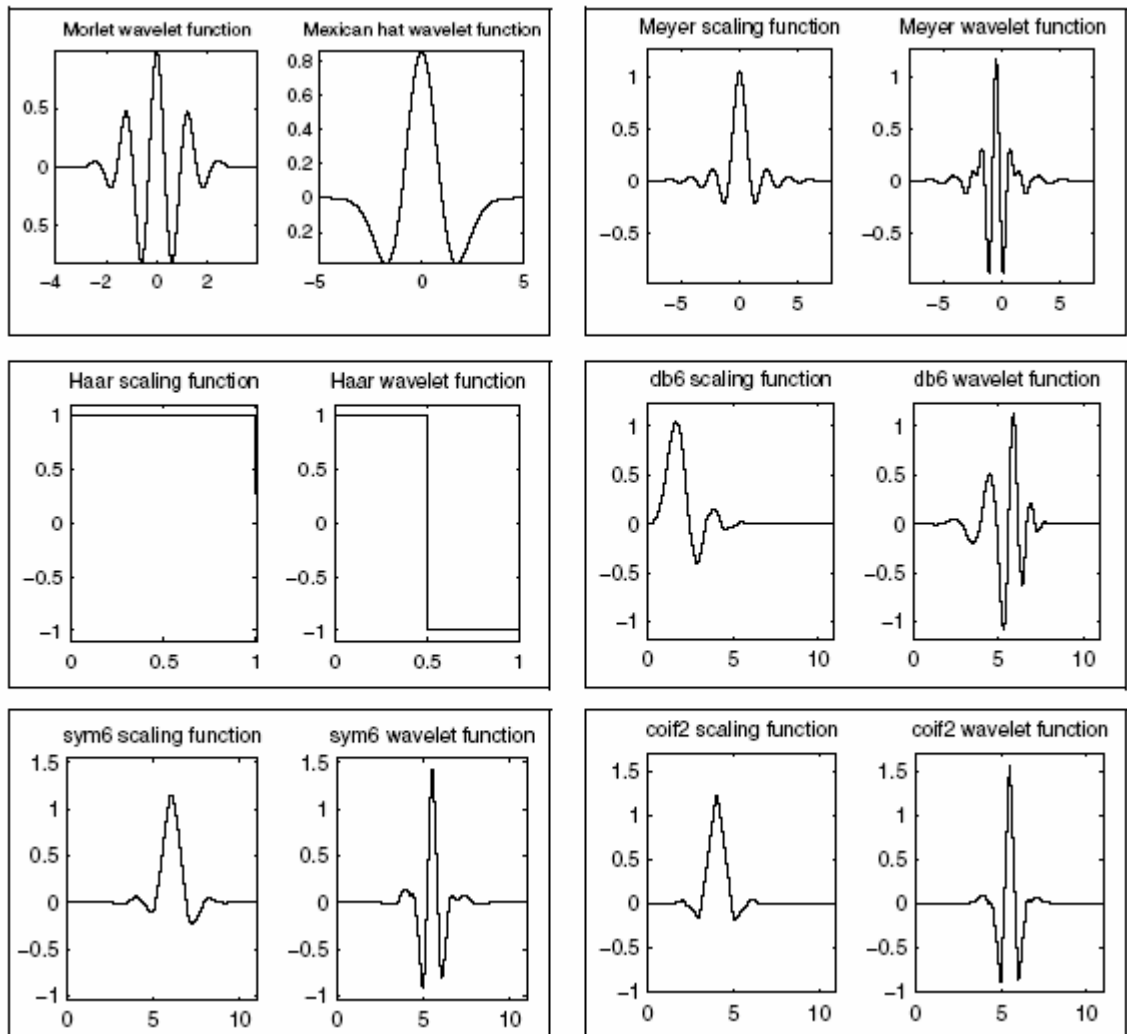 Morlet wavelet function
0.5
0
0.5
−4 −2 0 2
Mexican hat wavelet function
0.8
0.6
0.4
0.2
0
0.2
−5 0 5
Meyer scaling function
1
0.5
0
−0.5
−5 0 5
Meyer wavelet function
1
0.5
0
−0.5
−5 0 5
Haar scaling function
1
0.5
0
−0.5
−1
0 0.5 1
Haar wavelet function
1
0.5
0
−0.5
−1
0 0.5 1
db6 scaling function
1
0.5
0
−0.5
−1
0 5 10
db6 wavelet function
1
0.5
0
−0.5
−1
0 5 10
sym6 scaling function
1.5
1
0.5
0
−0.5
−1
0 5 10
sym6 wavelet function
1.5
1
0.5
0
−0.5
−1
0 5 10
coif2 scaling function
1.5
1
0.5
0
−0.5
−1
0 5 10
coif2 wavelet function
1.5
1
0.5
0
−0.5
−1
0 5 10